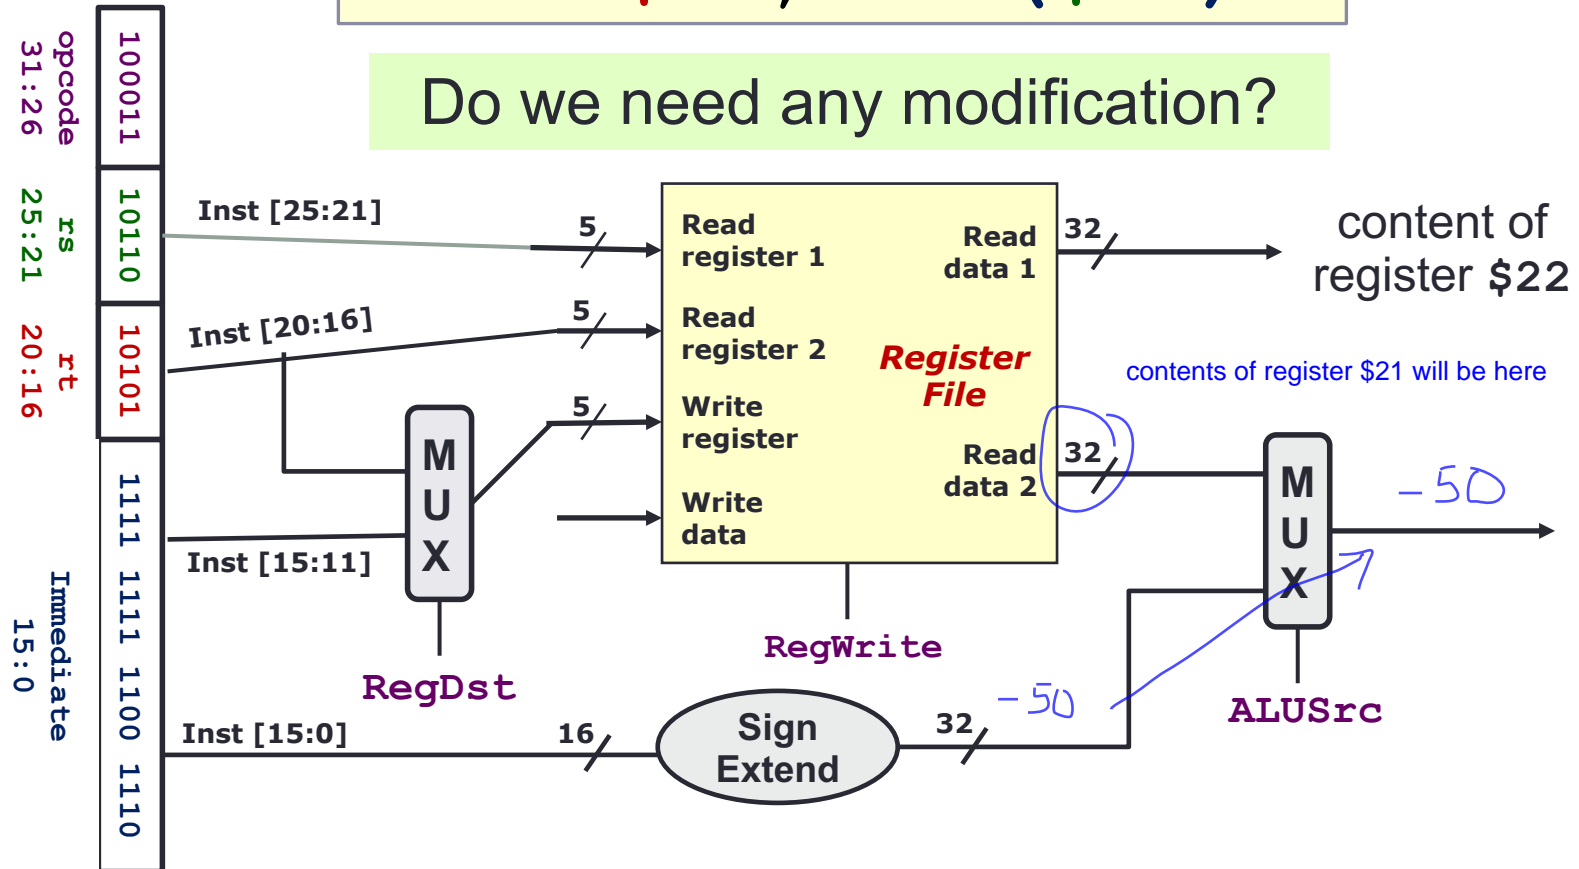 Do we need any modification?
opcode
31:26
100011
rs
25:21
10110
rt
20:16
10101
Immediate
15:0
1111 1111 1100 1110
Inst [25:21]
5
Inst [20:16]
5
5
Inst [15:11]
M
U
X
RegDst
Read
register 1
Read
register 2
Write
register
Write
data
Register
File
Read
data 1
Read
data 2
RegWrite
32
content of
register $22
contents of register $21 will be here
32
M
U
X
-50
ALUSrc
Inst [15:0]
16
Sign
Extend
32
-50